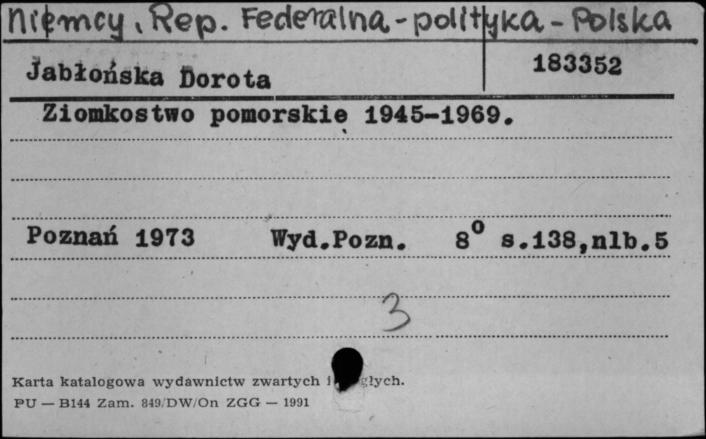 Niemcy, Rep. Federalna - polityka - Polska
Jabłońska Dorota 183352
Ziomkostwo pomorskie 1945-1969.
Poznań 1973 Wyd.Pozn. 8° s.138,nlb.5
3
Karta katalogowa wydawnictw zwartych i
PU — B144 Zam. 849/DW/On ZGG — 1991